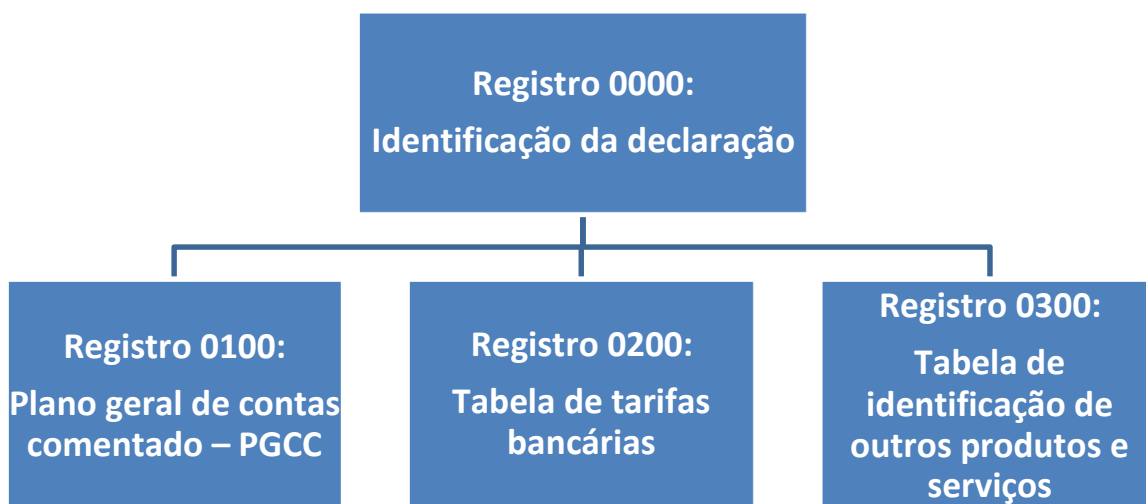 Registro 0000:
Identificação da declaração
Registro 0100:
Plano geral de contas
comentado – PGCC
Registro 0200:
Tabela de tarifas
bancárias
Registro 0300:
Tabela de
identificação de
outros produtos e
serviços